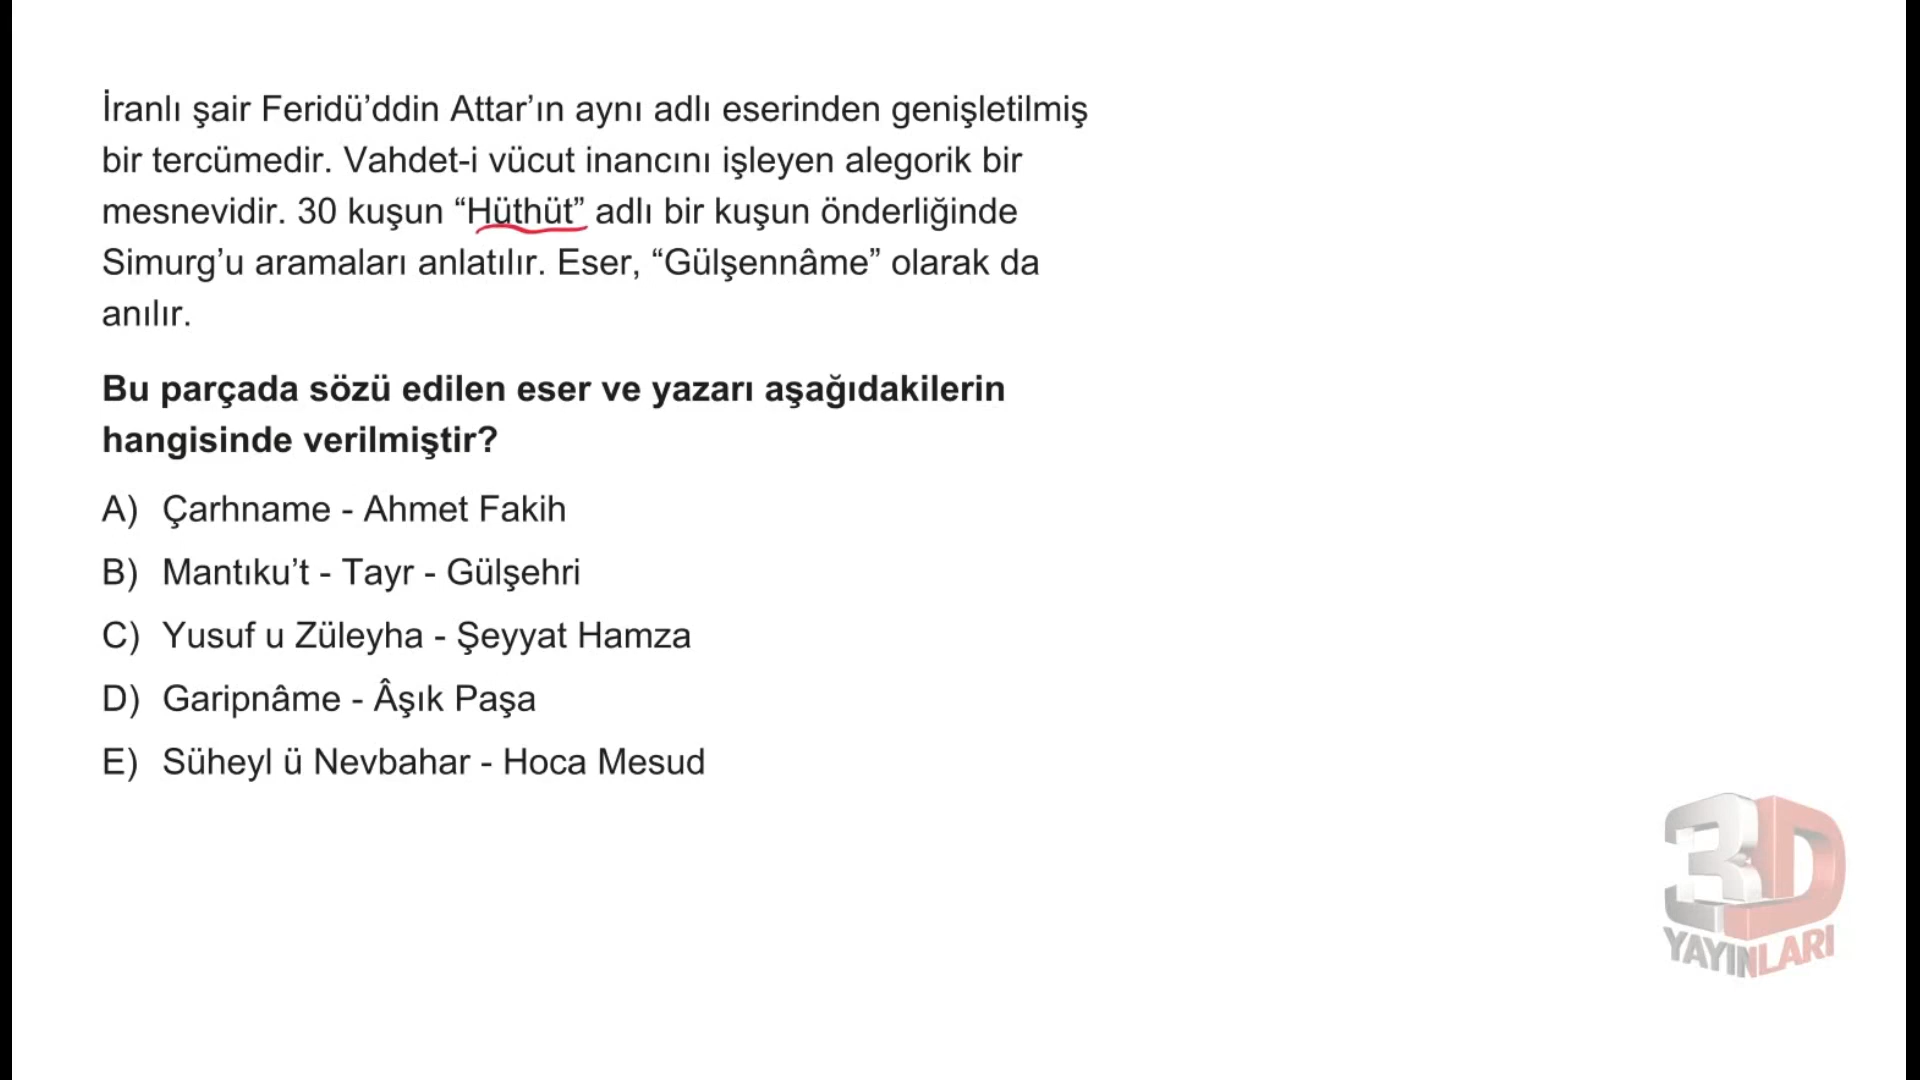 İranlı şair Feridü’ddin Attar’ın aynı adlı eserinden genişletilmiş
bir tercümedir. Vahdet-i vücut inancını işleyen alegorik bir
mesnevidir. 30 kuşun “Hüthüt” adlı bir kuşun önderliğinde
Simurg’u aramaları anlatılır. Eser, “Gülşennâme” olarak da
anılır.
Bu parçada sözü edilen eser ve yazarı aşağıdakilerin
hangisinde verilmiştir?
A) Çarhname - Ahmet Fakih
B) Mantıku’t - Tayr - Gülşehri
C) Yusuf u Züleyha - Şeyyat Hamza
D) Garipnâme - Âşık Paşa
E) Süheyl ü Nevbahar - Hoca Mesud
3D
YAYINLARI